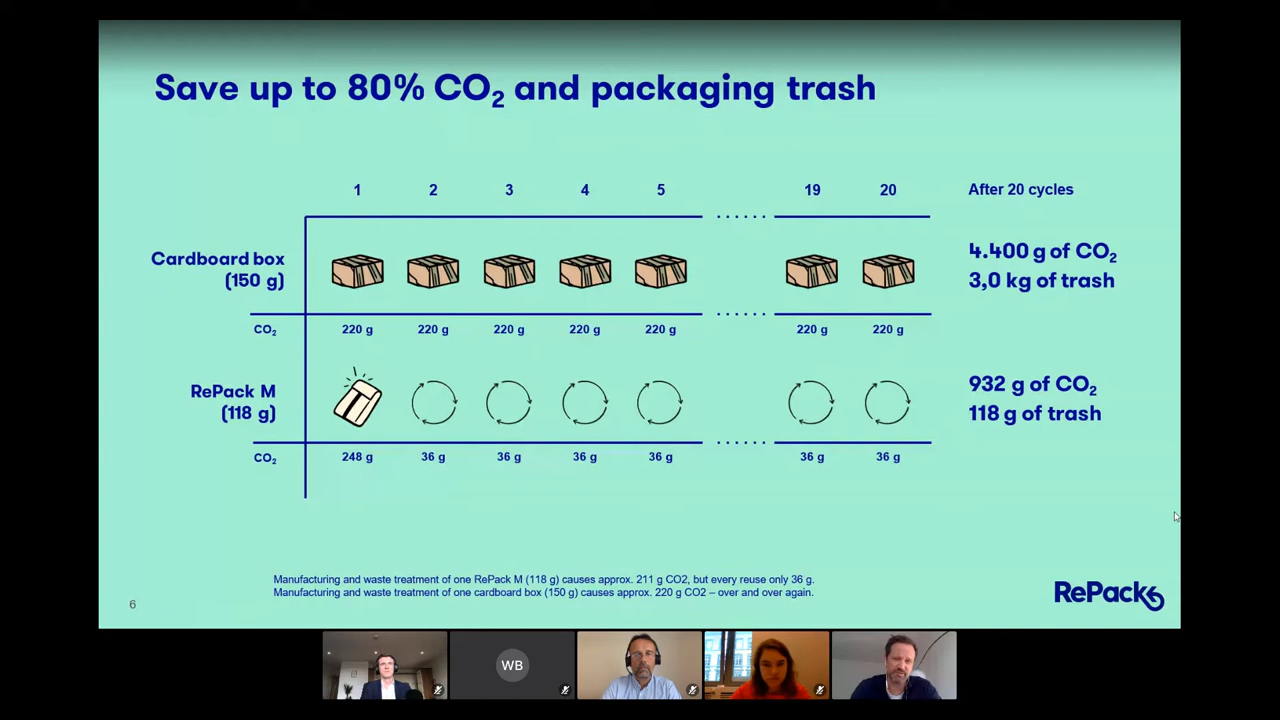 Save up to 80% CO₂ and packaging trash
1 2 3 4 5 ...... 19 20 After 20 cycles
Cardboard box
(150 g)
4.400 g of CO₂
3,0 kg of trash
CO₂ 220 g 220 g 220 g 220 g 220 g ...... 220 g 220 g
RePack M
(118 g)
932 g of CO₂
118 g of trash
CO₂ 248 g 36 g 36 g 36 g 36 g ...... 36 g 36 g
Manufacturing and waste treatment of one RePack M (118 g) causes approx. 211 g CO2, but every reuse only 36 g.
Manufacturing and waste treatment of one cardboard box (150 g) causes approx. 220 g CO2 – over and over again.
6
RePack
WB